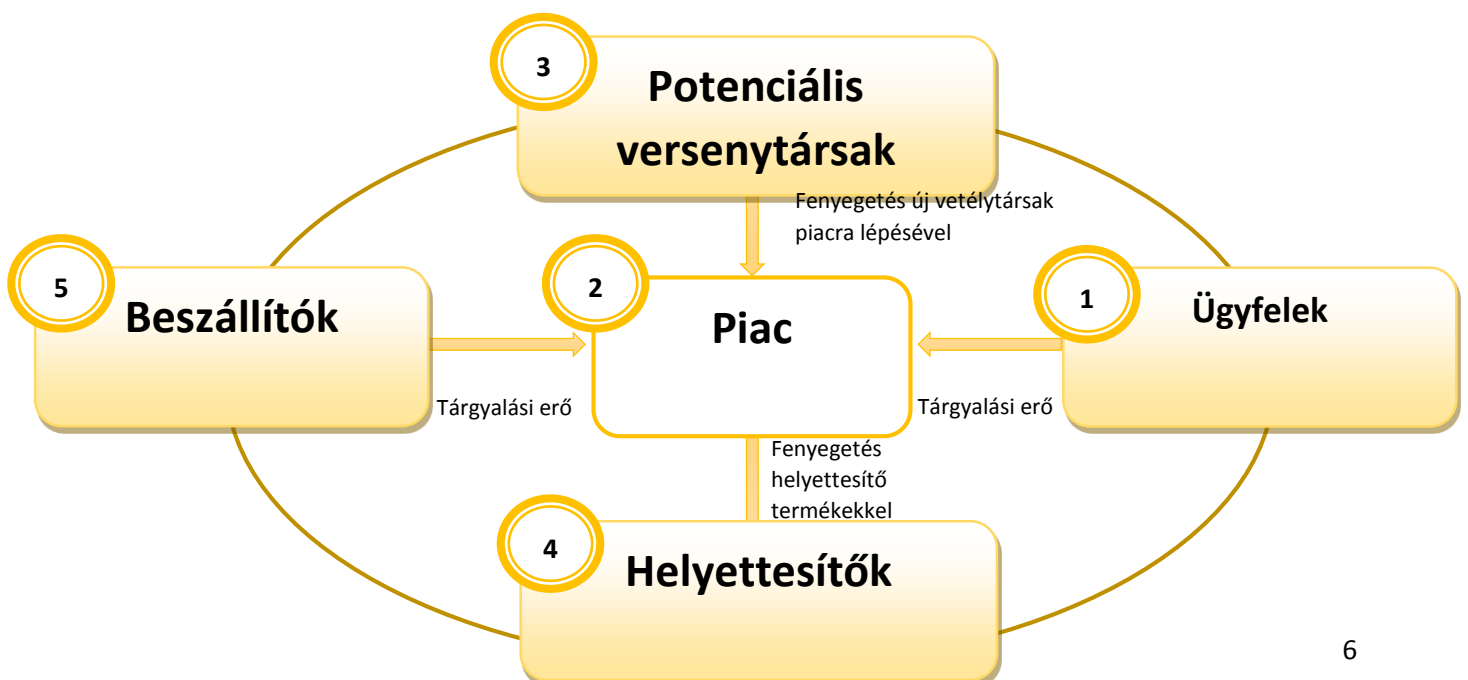 3
Potenciális
versenytársak
Fenyegetés új vetélytársak
piacra lépésével
5
Beszállítók
2
Piac
1
Ügyfelek
Tárgyalási erő
Tárgyalási erő
Fenyegetés
helyettesítő
termékekkel
4
Helyettesítők
6